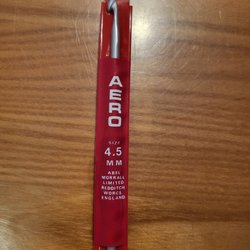 AERO
SIZE
4.5
MM
ABEL
MORRALL
LIMITED
REDDITCH
WORCS
ENGLAND